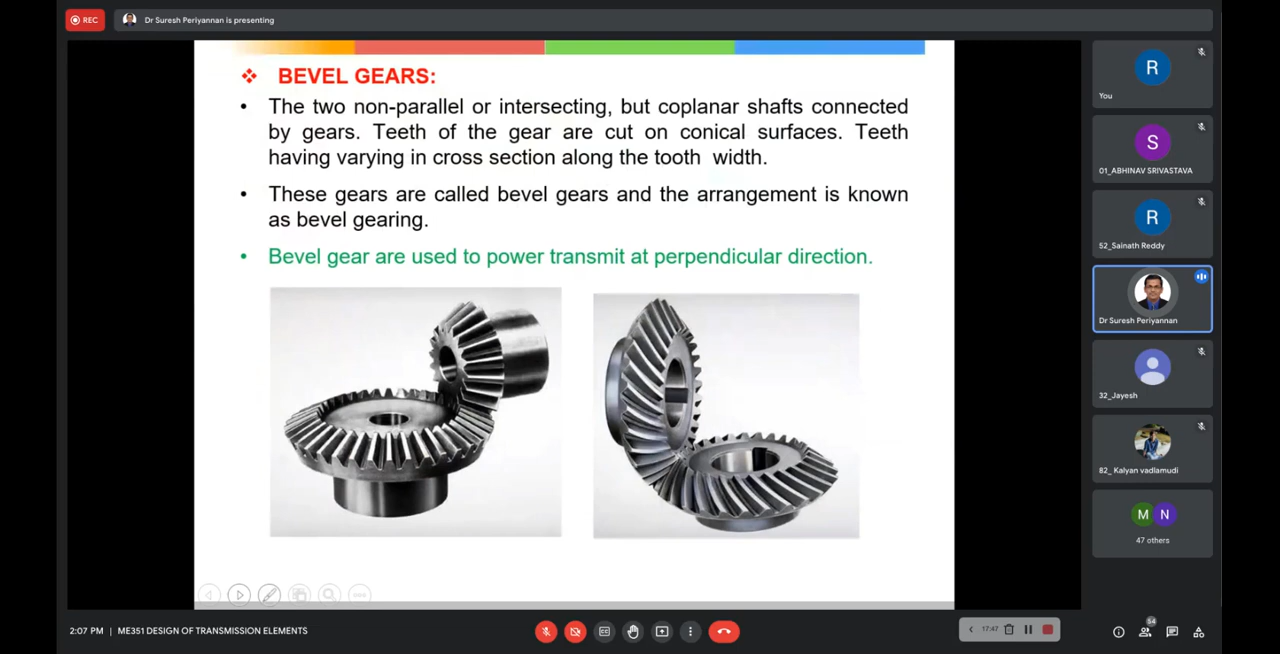 REC
Dr Suresh Periyannan is presenting
❖ BEVEL GEARS:
• The two non-parallel or intersecting, but coplanar shafts connected
by gears. Teeth of the gear are cut on conical surfaces. Teeth
having varying in cross section along the tooth width.
• These gears are called bevel gears and the arrangement is known
as bevel gearing.
• Bevel gear are used to power transmit at perpendicular direction.
R
You
S
01_ABHINAV SRIVASTAVA
R
52_Sainath Reddy
Dr Suresh Periyannan
32_Jayesh
82_ Kalyan vadlamudi
M N
47 others
2:07 PM | ME351 DESIGN OF TRANSMISSION ELEMENTS
CC
17:47
54